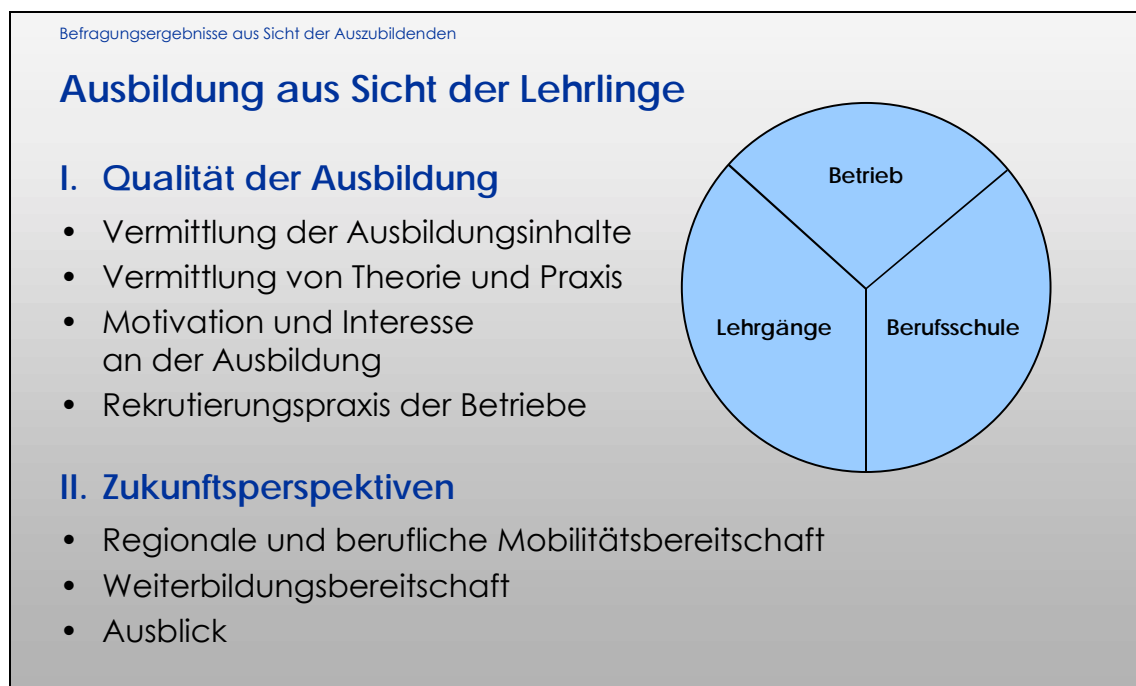 Befragungsergebnisse aus Sicht der Auszubildenden
Ausbildung aus Sicht der Lehrlinge
I. Qualität der Ausbildung
• Vermittlung der Ausbildungsinhalte
• Vermittlung von Theorie und Praxis
• Motivation und Interesse
an der Ausbildung
• Rekrutierungspraxis der Betriebe
II. Zukunftsperspektiven
• Regionale und berufliche Mobilitätsbereitschaft
• Weiterbildungsbereitschaft
• Ausblick
Betrieb
Lehrgänge
Berufsschule